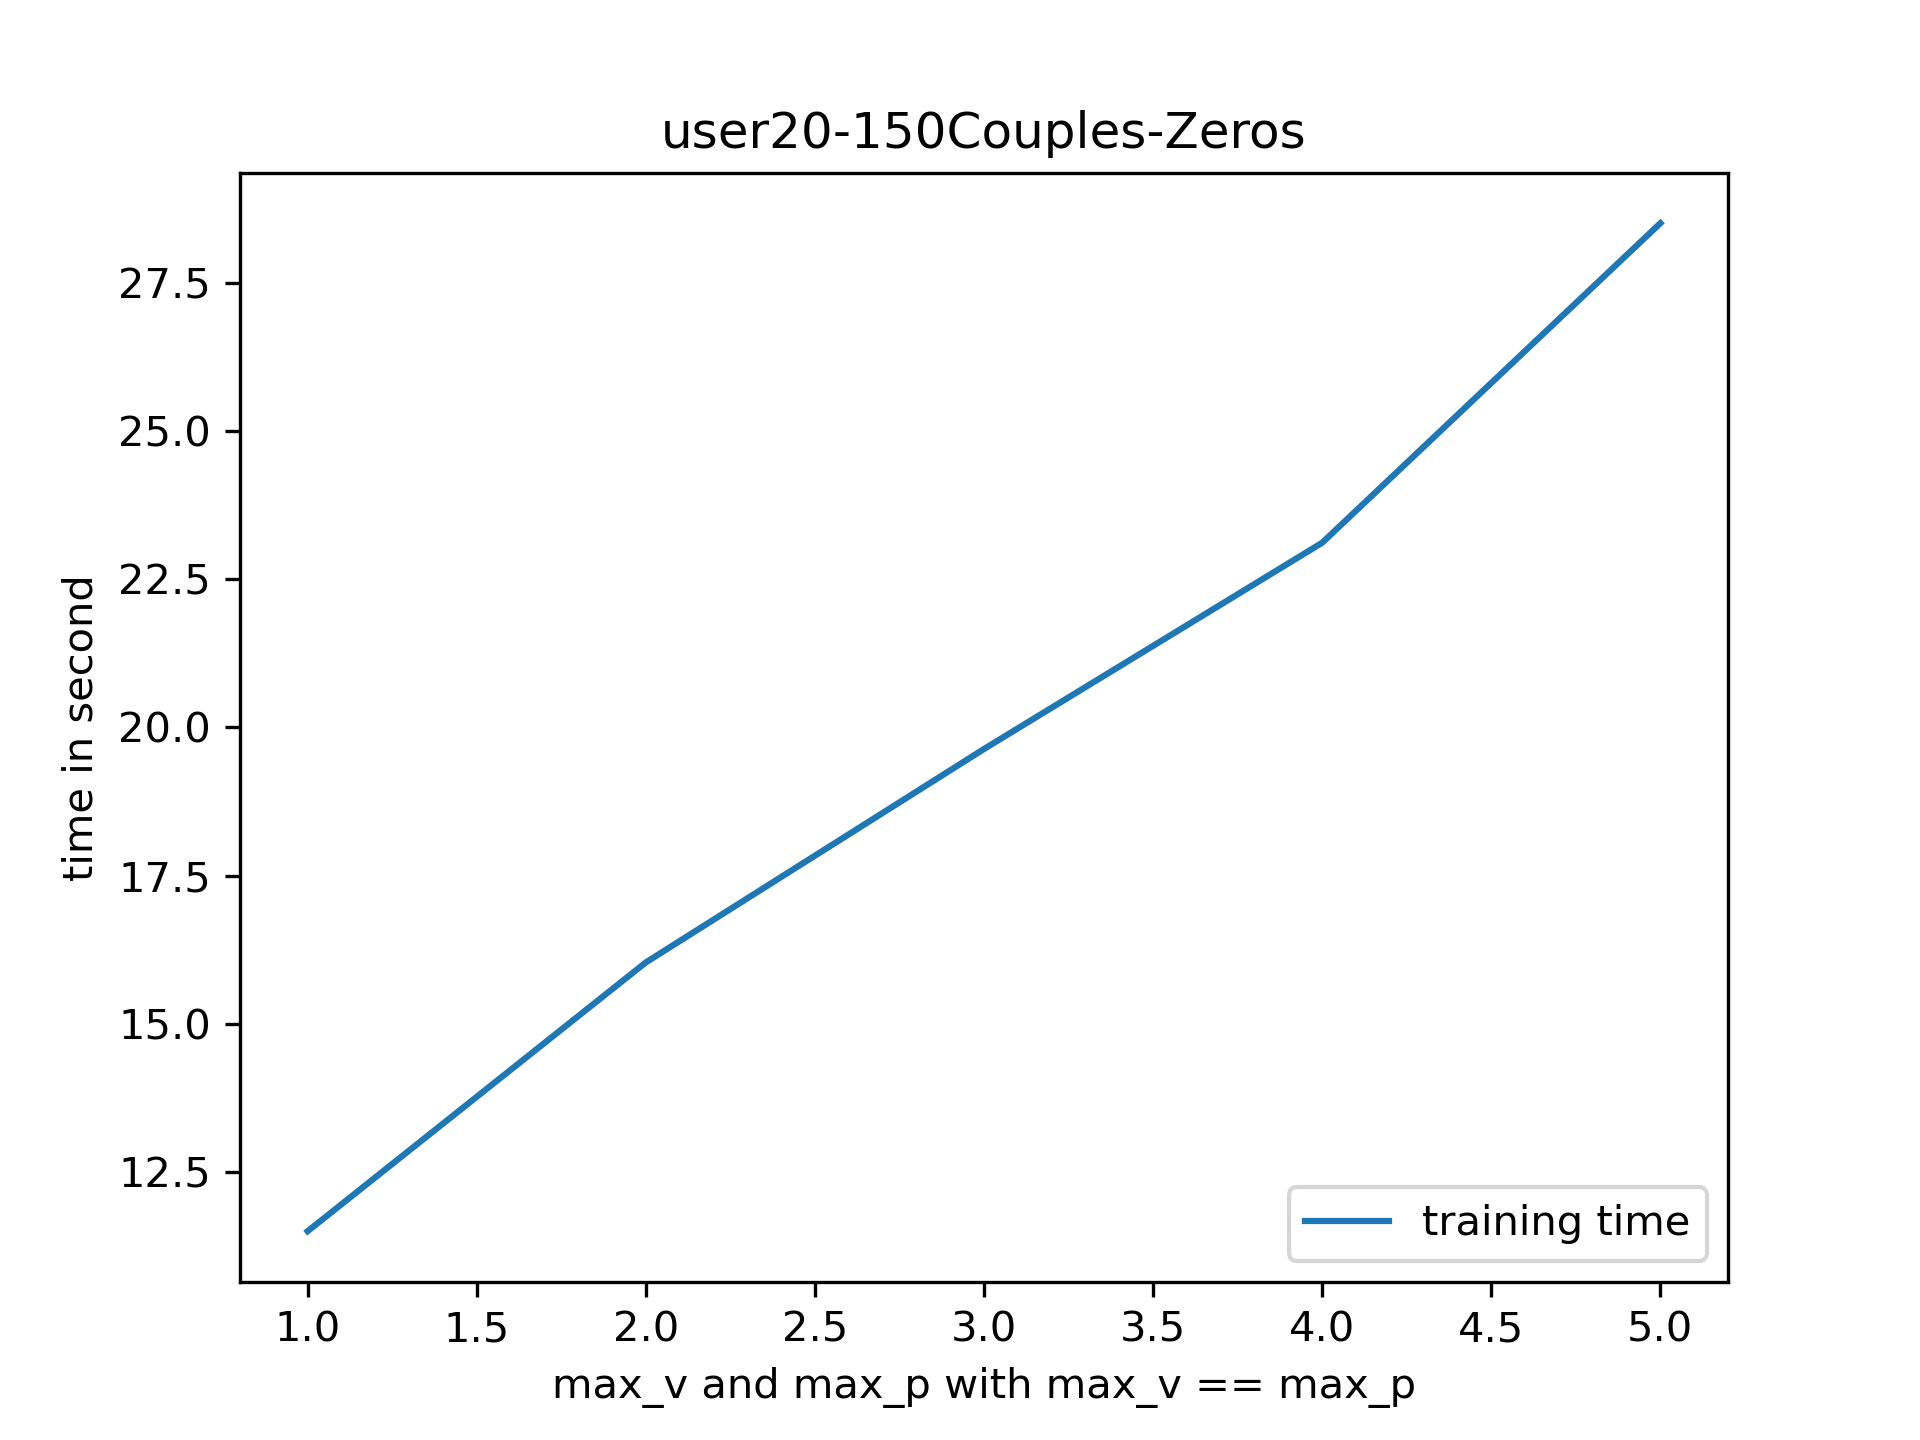 user20-150Couples-Zeros
27.5
25.0
22.5
20.0
17.5
15.0
12.5
time in second
training time
1.0 1.5 2.0 2.5 3.0 3.5 4.0 4.5 5.0
max_v and max_p with max_v == max_p